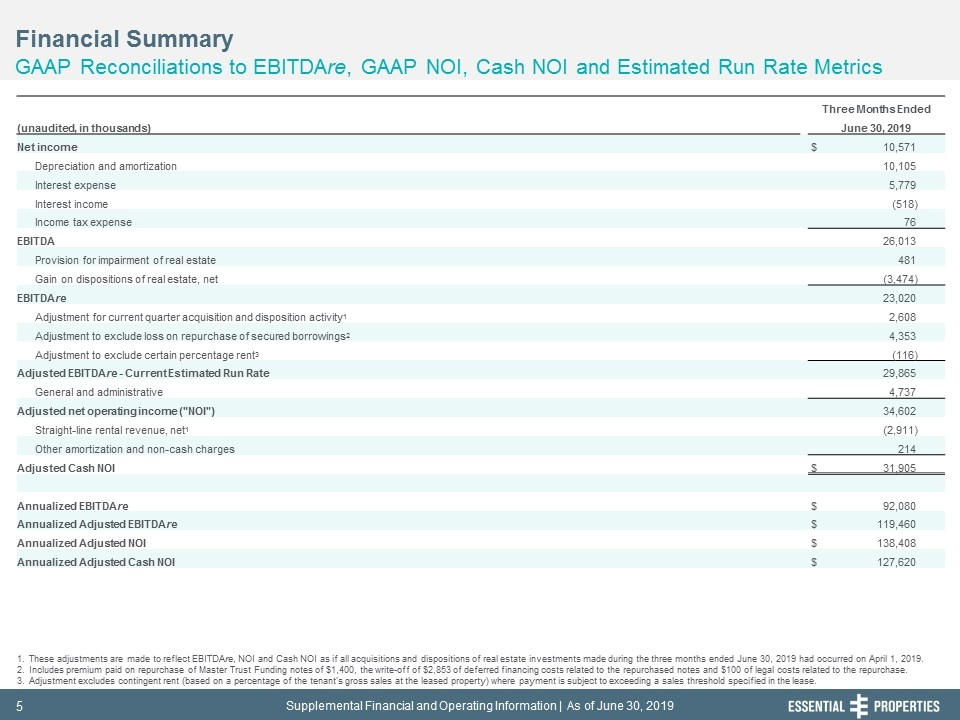 Financial Summary
GAAP Reconciliations to EBITDAre, GAAP NOI, Cash NOI and Estimated Run Rate Metrics
Three Months Ended
(unaudited, in thousands) June 30, 2019
Net income $ 10,571
Depreciation and amortization 10,105
Interest expense 5,779
Interest income (518)
Income tax expense 76
EBITDA 26,013
Provision for impairment of real estate 481
Gain on dispositions of real estate, net (3,474)
EBITDAre 23,020
Adjustment for current quarter acquisition and disposition activity1 2,608
Adjustment to exclude loss on repurchase of secured borrowings2 4,353
Adjustment to exclude certain percentage rent3 (116)
Adjusted EBITDAre - Current Estimated Run Rate 29,865
General and administrative 4,737
Adjusted net operating income ("NOI") 34,602
Straight-line rental revenue, net1 (2,911)
Other amortization and non-cash charges 214
Adjusted Cash NOI $ 31,905
Annualized EBITDAre $ 92,080
Annualized Adjusted EBITDAre $ 119,460
Annualized Adjusted NOI $ 138,408
Annualized Adjusted Cash NOI $ 127,620
1. These adjustments are made to reflect EBITDAre, NOI and Cash NOI as if all acquisitions and dispositions of real estate investments made during the three months ended June 30, 2019 had occurred on April 1, 2019.
2. Includes premium paid on repurchase of Master Trust Funding notes of $1,400, the write-off of $2,853 of deferred financing costs related to the repurchased notes and $100 of legal costs related to the repurchase.
3. Adjustment excludes contingent rent (based on a percentage of the tenant's gross sales at the leased property) where payment is subject to exceeding a sales threshold specified in the lease.
5 Supplemental Financial and Operating Information | As of June 30, 2019 ESSENTIAL PROPERTIES